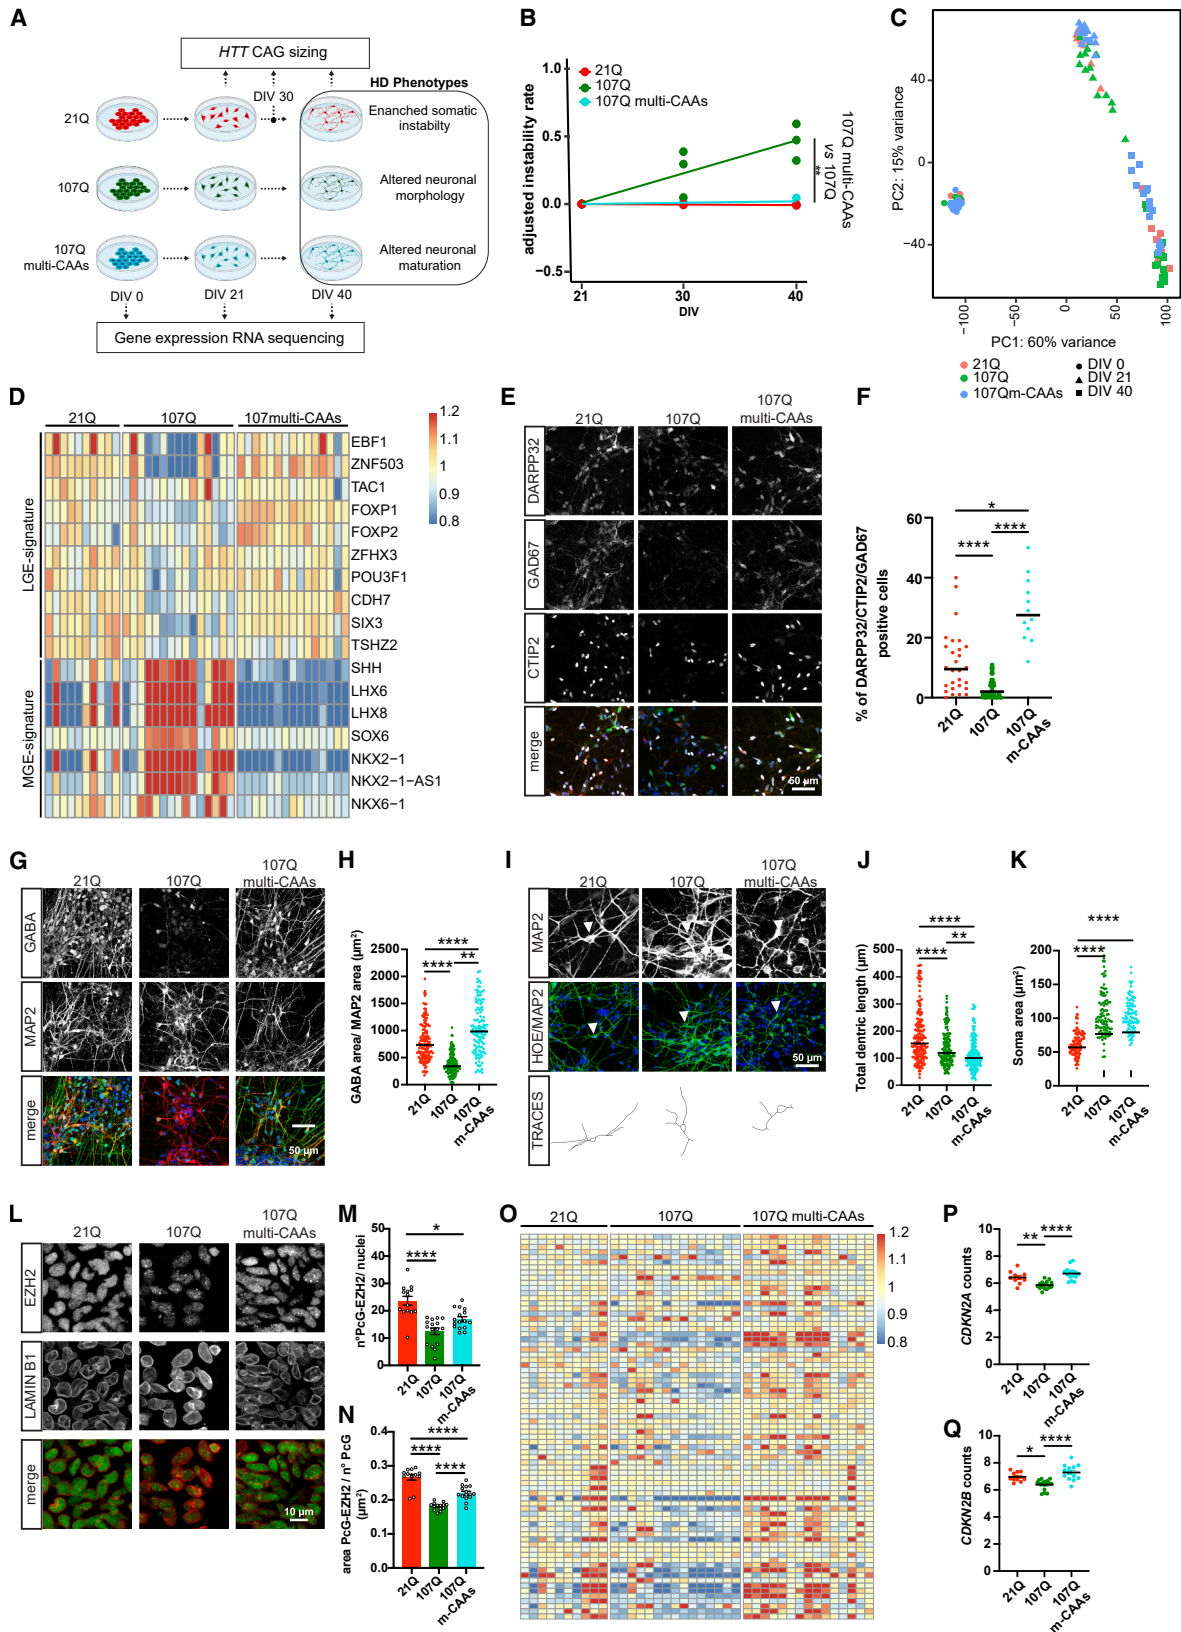 A
HTT CAG sizing
DIV 30
HD Phenotypes
21Q
Enanched somatic
instabilty
107Q
Altered neuronal
morphology
107Q
multi-CAAs
Altered neuronal
maturation
DIV 0
DIV 21
DIV 40
Gene expression RNA sequencing
B
adjusted instability rate
1.0
0.5
0.0
−0.5
21Q
107Q
107Q multi-CAAs
**
107Q multi-CAAs
vs 107Q
21
30
40
DIV
C
PC2: 15% variance
40
0
−40
−100
−50
0
50
100
PC1: 60% variance
21Q
107Q
107Qm-CAAs
DIV 0
DIV 21
DIV 40
D
21Q
107Q
107multi-CAAs
1.2
1.1
1
0.9
0.8
LGE-signature
EBF1
ZNF503
TAC1
FOXP1
FOXP2
ZFHX3
POU3F1
CDH7
SIX3
TSHZ2
MGE-signature
SHH
LHX6
LHX8
SOX6
NKX2−1
NKX2−1−AS1
NKX6−1
E
21Q
107Q
107Q
multi-CAAs
DARPP32
GAD67
CTIP2
merge
50 µm
F
% of DARPP32/CTIP2/GAD67
positive cells
60
40
20
0
*
****
****
21Q
107Q
107Q
m-CAAs
G
21Q
107Q
107Q
multi-CAAs
GABA
MAP2
merge
50 µm
H
GABA area/ MAP2 area (µm²)
2500
2000
1500
1000
500
0
****
****
**
21Q
107Q
107Q
m-CAAs
I
21Q
107Q
107Q
multi-CAAs
MAP2
HOE/MAP2
50 µm
TRACES
J
Total dentric length (µm)
500
400
300
200
100
0
****
**
****
21Q
107Q
107Q
m-CAAs
K
Soma area (µm²)
200
150
100
50
0
****
****
21Q
107Q
107Q
m-CAAs
L
21Q
107Q
107Q
multi-CAAs
EZH2
LAMIN B1
merge
10 µm
M
n°PcG-EZH2/ nuclei
50
40
30
20
10
0
*
****
21Q
107Q
107Q
m-CAAs
N
area PcG-EZH2 / n° PcG
(µm²)
0.4
0.3
0.2
0.1
0.0
****
****
****
21Q
107Q
107Q
m-CAAs
O
21Q
107Q
107Q multi-CAAs
1.2
1.1
1
0.9
0.8
P
CDKN2A counts
10
8
6
4
2
0
**
****
21Q
107Q
107Q
m-CAAs
Q
CDKN2B counts
10
8
6
4
2
0
*
****
21Q
107Q
107Q
m-CAAs